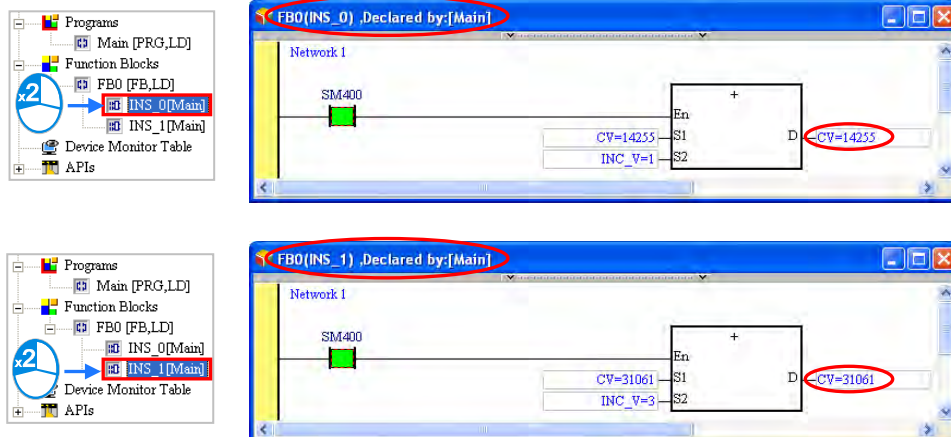 Programs
Main [PRG,LD]
Function Blocks
FB0 [FB,LD]
x2
INS_0[Main]
INS_1[Main]
Device Monitor Table
APIs
FB0(INS_0) ,Declared by:[Main]
Network 1
SM400
+
En
CV=14255 S1 D CV=14255
INC_V=1 S2
Programs
Main [PRG,LD]
Function Blocks
FB0 [FB,LD]
INS_0[Main]
x2
INS_1[Main]
Device Monitor Table
APIs
FB0(INS_1) ,Declared by:[Main]
Network 1
SM400
+
En
CV=31061 S1 D CV=31061
INC_V=3 S2